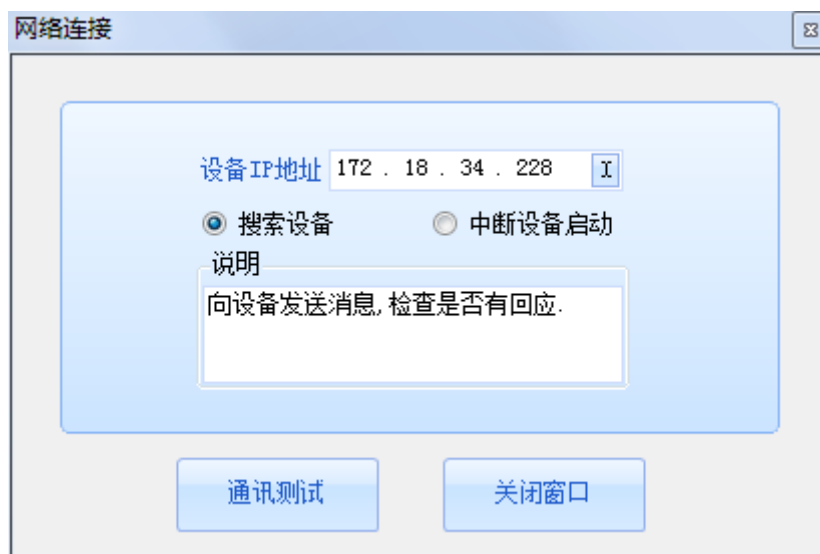 网络连接
设备IP地址 172 . 18 . 34 . 228
搜索设备 中断设备启动
说明
向设备发送消息,检查是否有回应.
通讯测试 关闭窗口